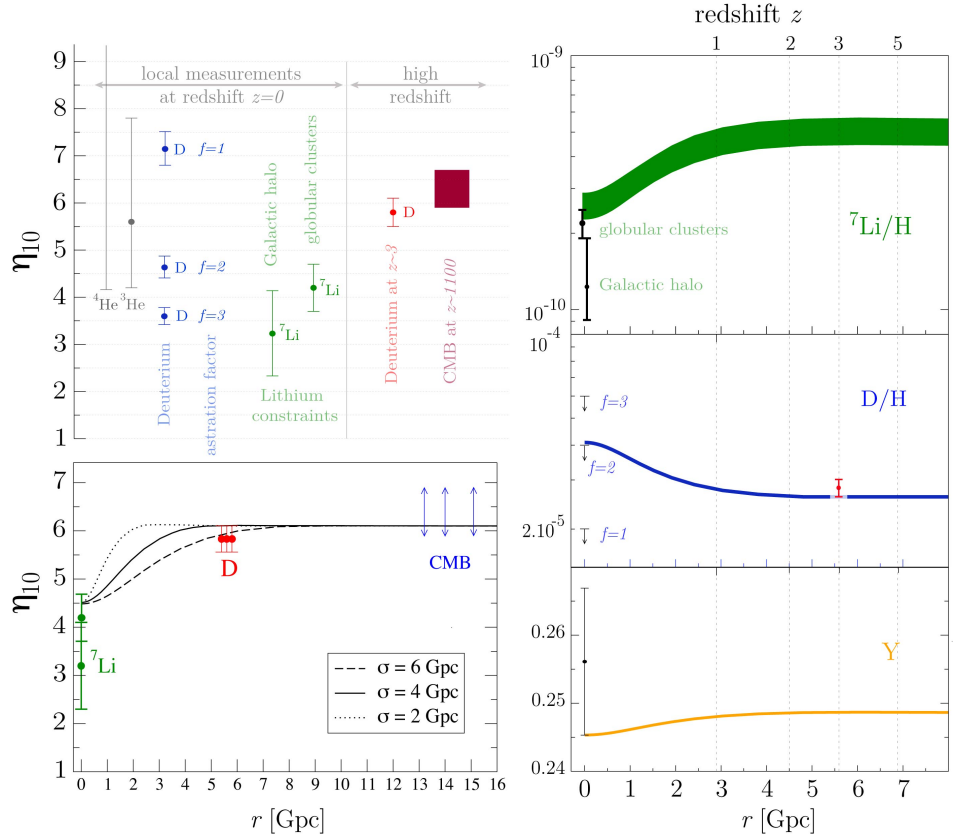 9
8
7
6
5
4
3
2
1
η10
local measurements
at redshift z=0
high
redshift
⁴He
³He
D f=1
D f=2
D f=3
Deuterium
astration factor
Galactic halo
globular clusters
⁷Li
⁷Li
Lithium
constraints
D
Deuterium at z~3
CMB at z~1100
7
6
5
4
3
2
1
η10
⁷Li
D
CMB
σ = 6 Gpc
σ = 4 Gpc
σ = 2 Gpc
0 1 2 3 4 5 6 7 8 9 10 11 12 13 14 15 16
r [Gpc]
redshift z
1 2 3 5
10⁻⁹
⁷Li/H
globular clusters
Galactic halo
10⁻¹⁰
10⁻⁴
D/H
f=3
f=2
2.10⁻⁵
f=1
0.26
Y
0.25
0.24
0 1 2 3 4 5 6 7
r [Gpc]